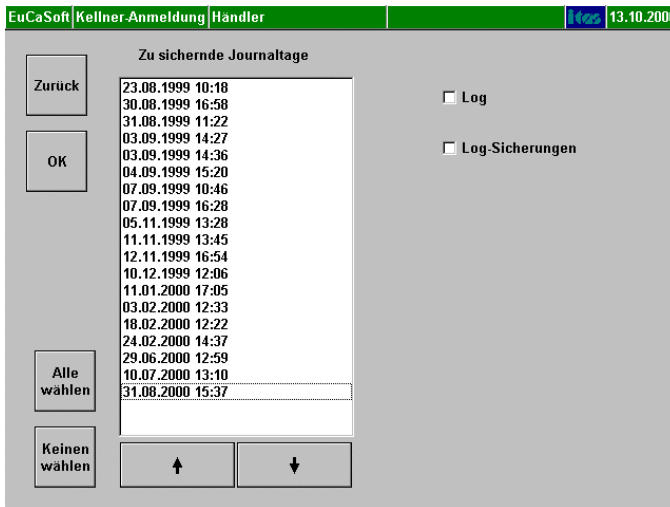 EuCaSoft Kellner-Anmeldung Händler itas 13.10.200
Zu sichernde Journaltage
Zurück
OK
Alle
wählen
Keinen
wählen
23.08.1999 10:18
30.08.1999 16:58
31.08.1999 11:22
03.09.1999 14:27
03.09.1999 14:36
04.09.1999 15:20
07.09.1999 10:46
07.09.1999 16:28
05.11.1999 13:28
11.11.1999 13:45
12.11.1999 16:54
10.12.1999 12:06
11.01.2000 17:05
03.02.2000 12:33
18.02.2000 12:22
24.02.2000 14:37
29.06.2000 12:59
10.07.2000 13:10
31.08.2000 15:37
Log
Log-Sicherungen